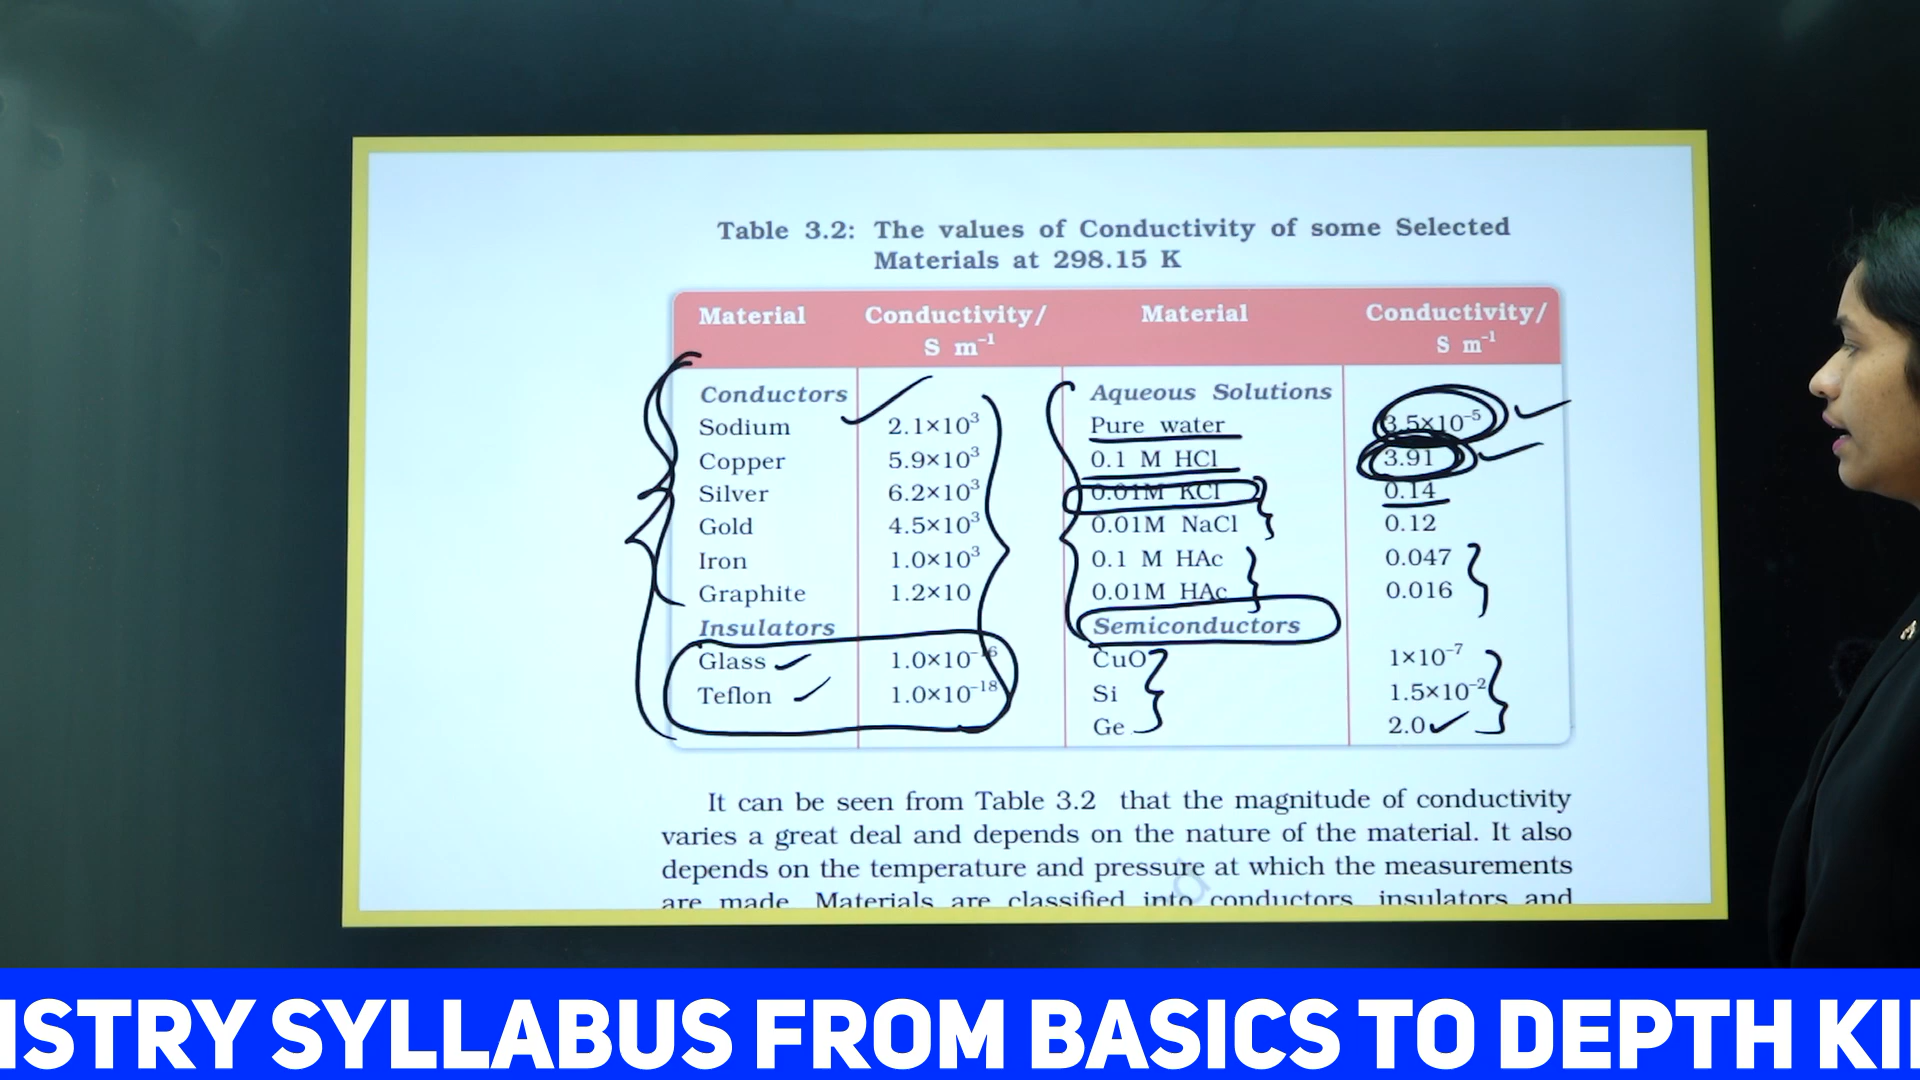 Table 3.2: The values of Conductivity of some Selected
Materials at 298.15 K
Material Conductivity/ S m⁻¹ Material Conductivity/ S m⁻¹
Conductors Aqueous Solutions
Sodium 2.1×10³ Pure water 3.5×10⁻⁵
Copper 5.9×10³ 0.1 M HCl 3.91
Silver 6.2×10³ 0.01M KCl 0.14
Gold 4.5×10³ 0.01M NaCl 0.12
Iron 1.0×10³ 0.1 M HAc 0.047
Graphite 1.2×10 0.01M HAc 0.016
Insulators Semiconductors
Glass 1.0×10⁻¹⁶ CuO 1×10⁻⁷
Teflon 1.0×10⁻¹⁸ Si 1.5×10⁻²
Ge 2.0
It can be seen from Table 3.2 that the magnitude of conductivity
varies a great deal and depends on the nature of the material. It also
depends on the temperature and pressure at which the measurements
are made. Materials are classified into conductors, insulators and
ISTRY SYLLABUS FROM BASICS TO DEPTH KI